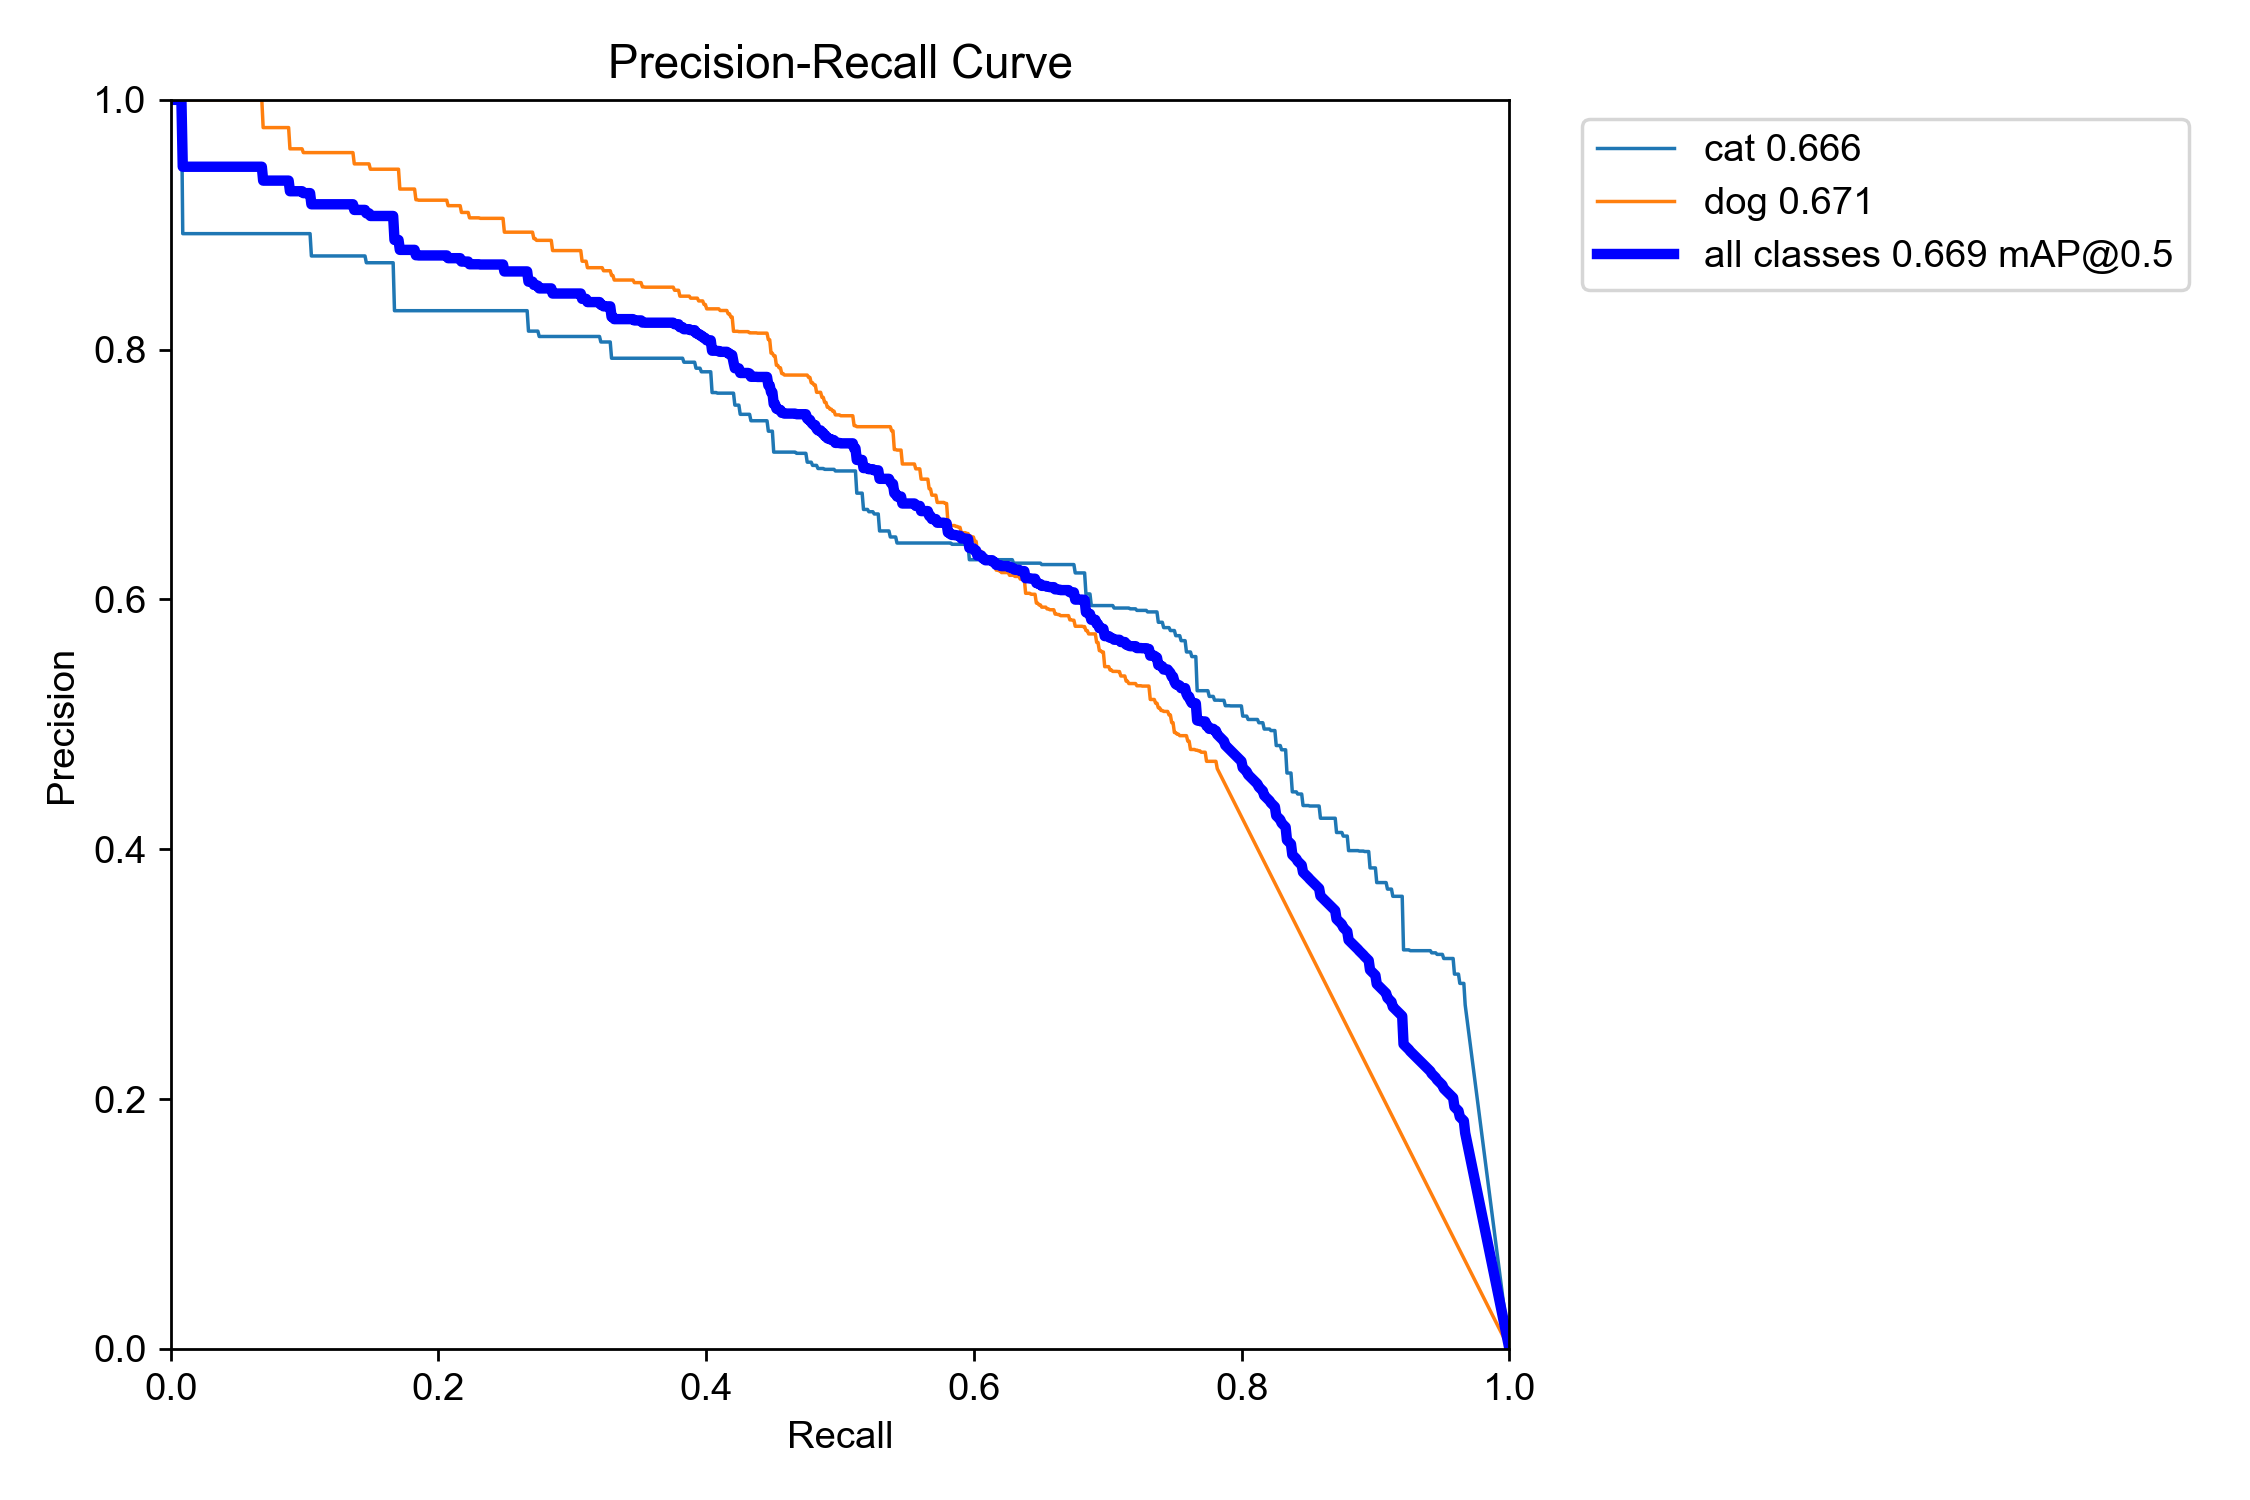 Precision-Recall Curve
1.0
0.8
0.6
0.4
0.2
0.0
Precision
0.0 0.2 0.4 0.6 0.8 1.0
Recall
cat 0.666
dog 0.671
all classes 0.669 mAP@0.5